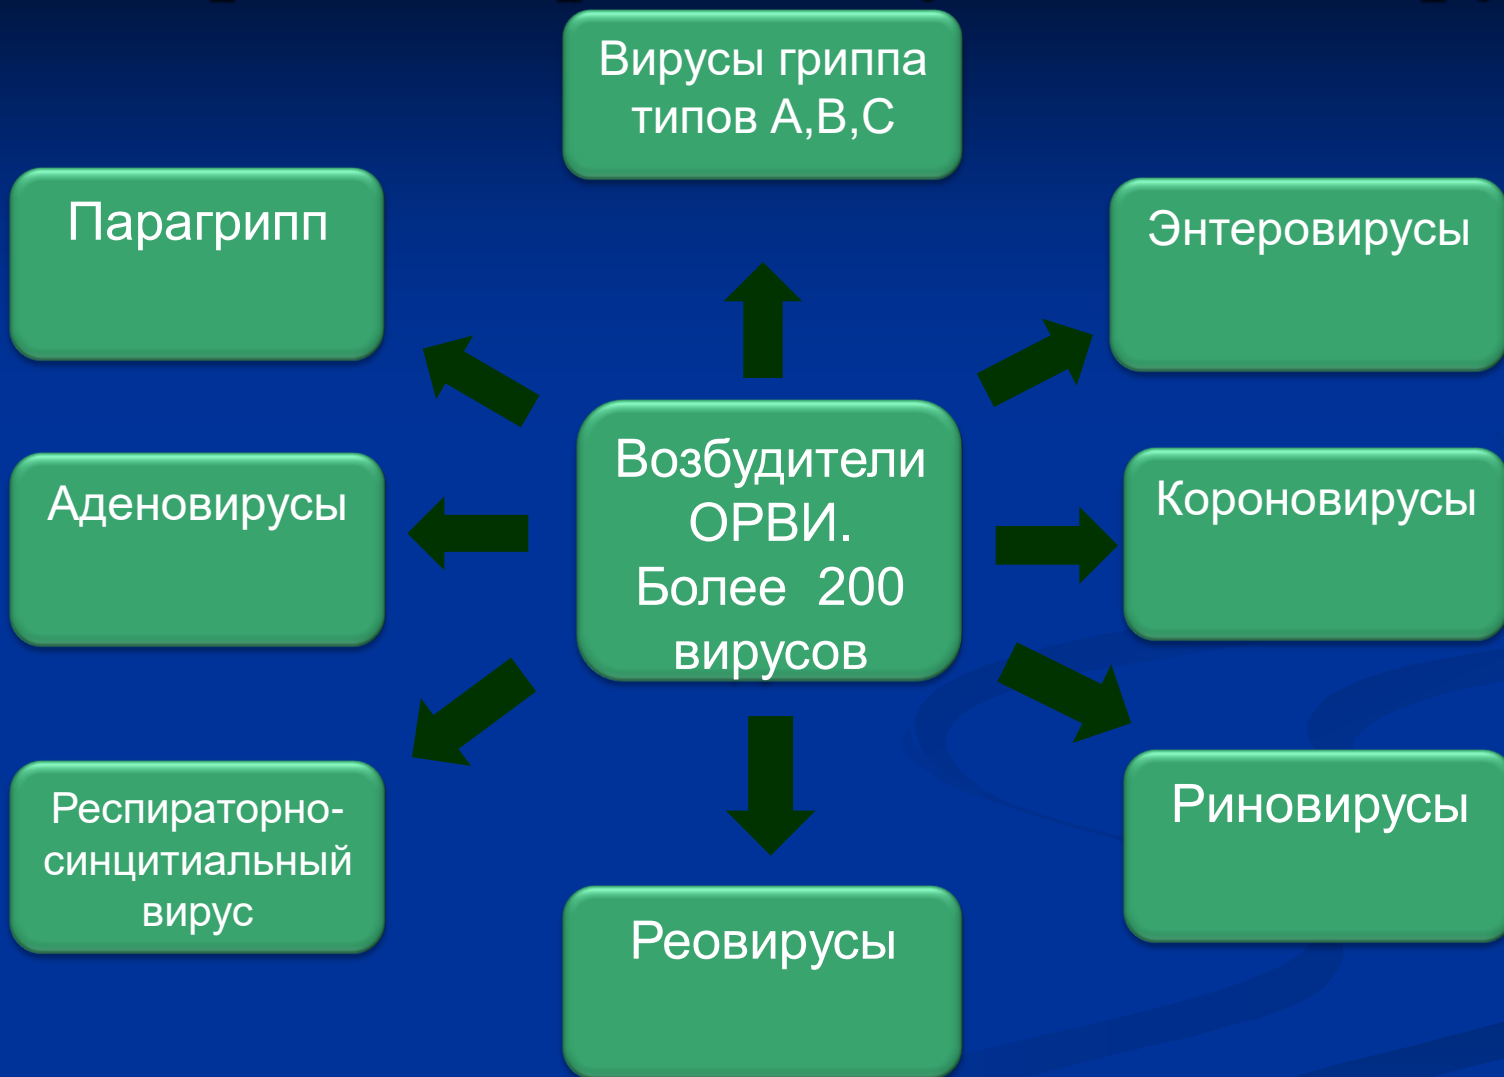 Вирусы гриппа
типов А,В,С
Парагрипп
Энтеровирусы
Возбудители
ОРВИ.
Более 200
вирусов
Аденовирусы
Короновирусы
Респираторно-
синцитиальный
вирус
Риновирусы
Реовирусы